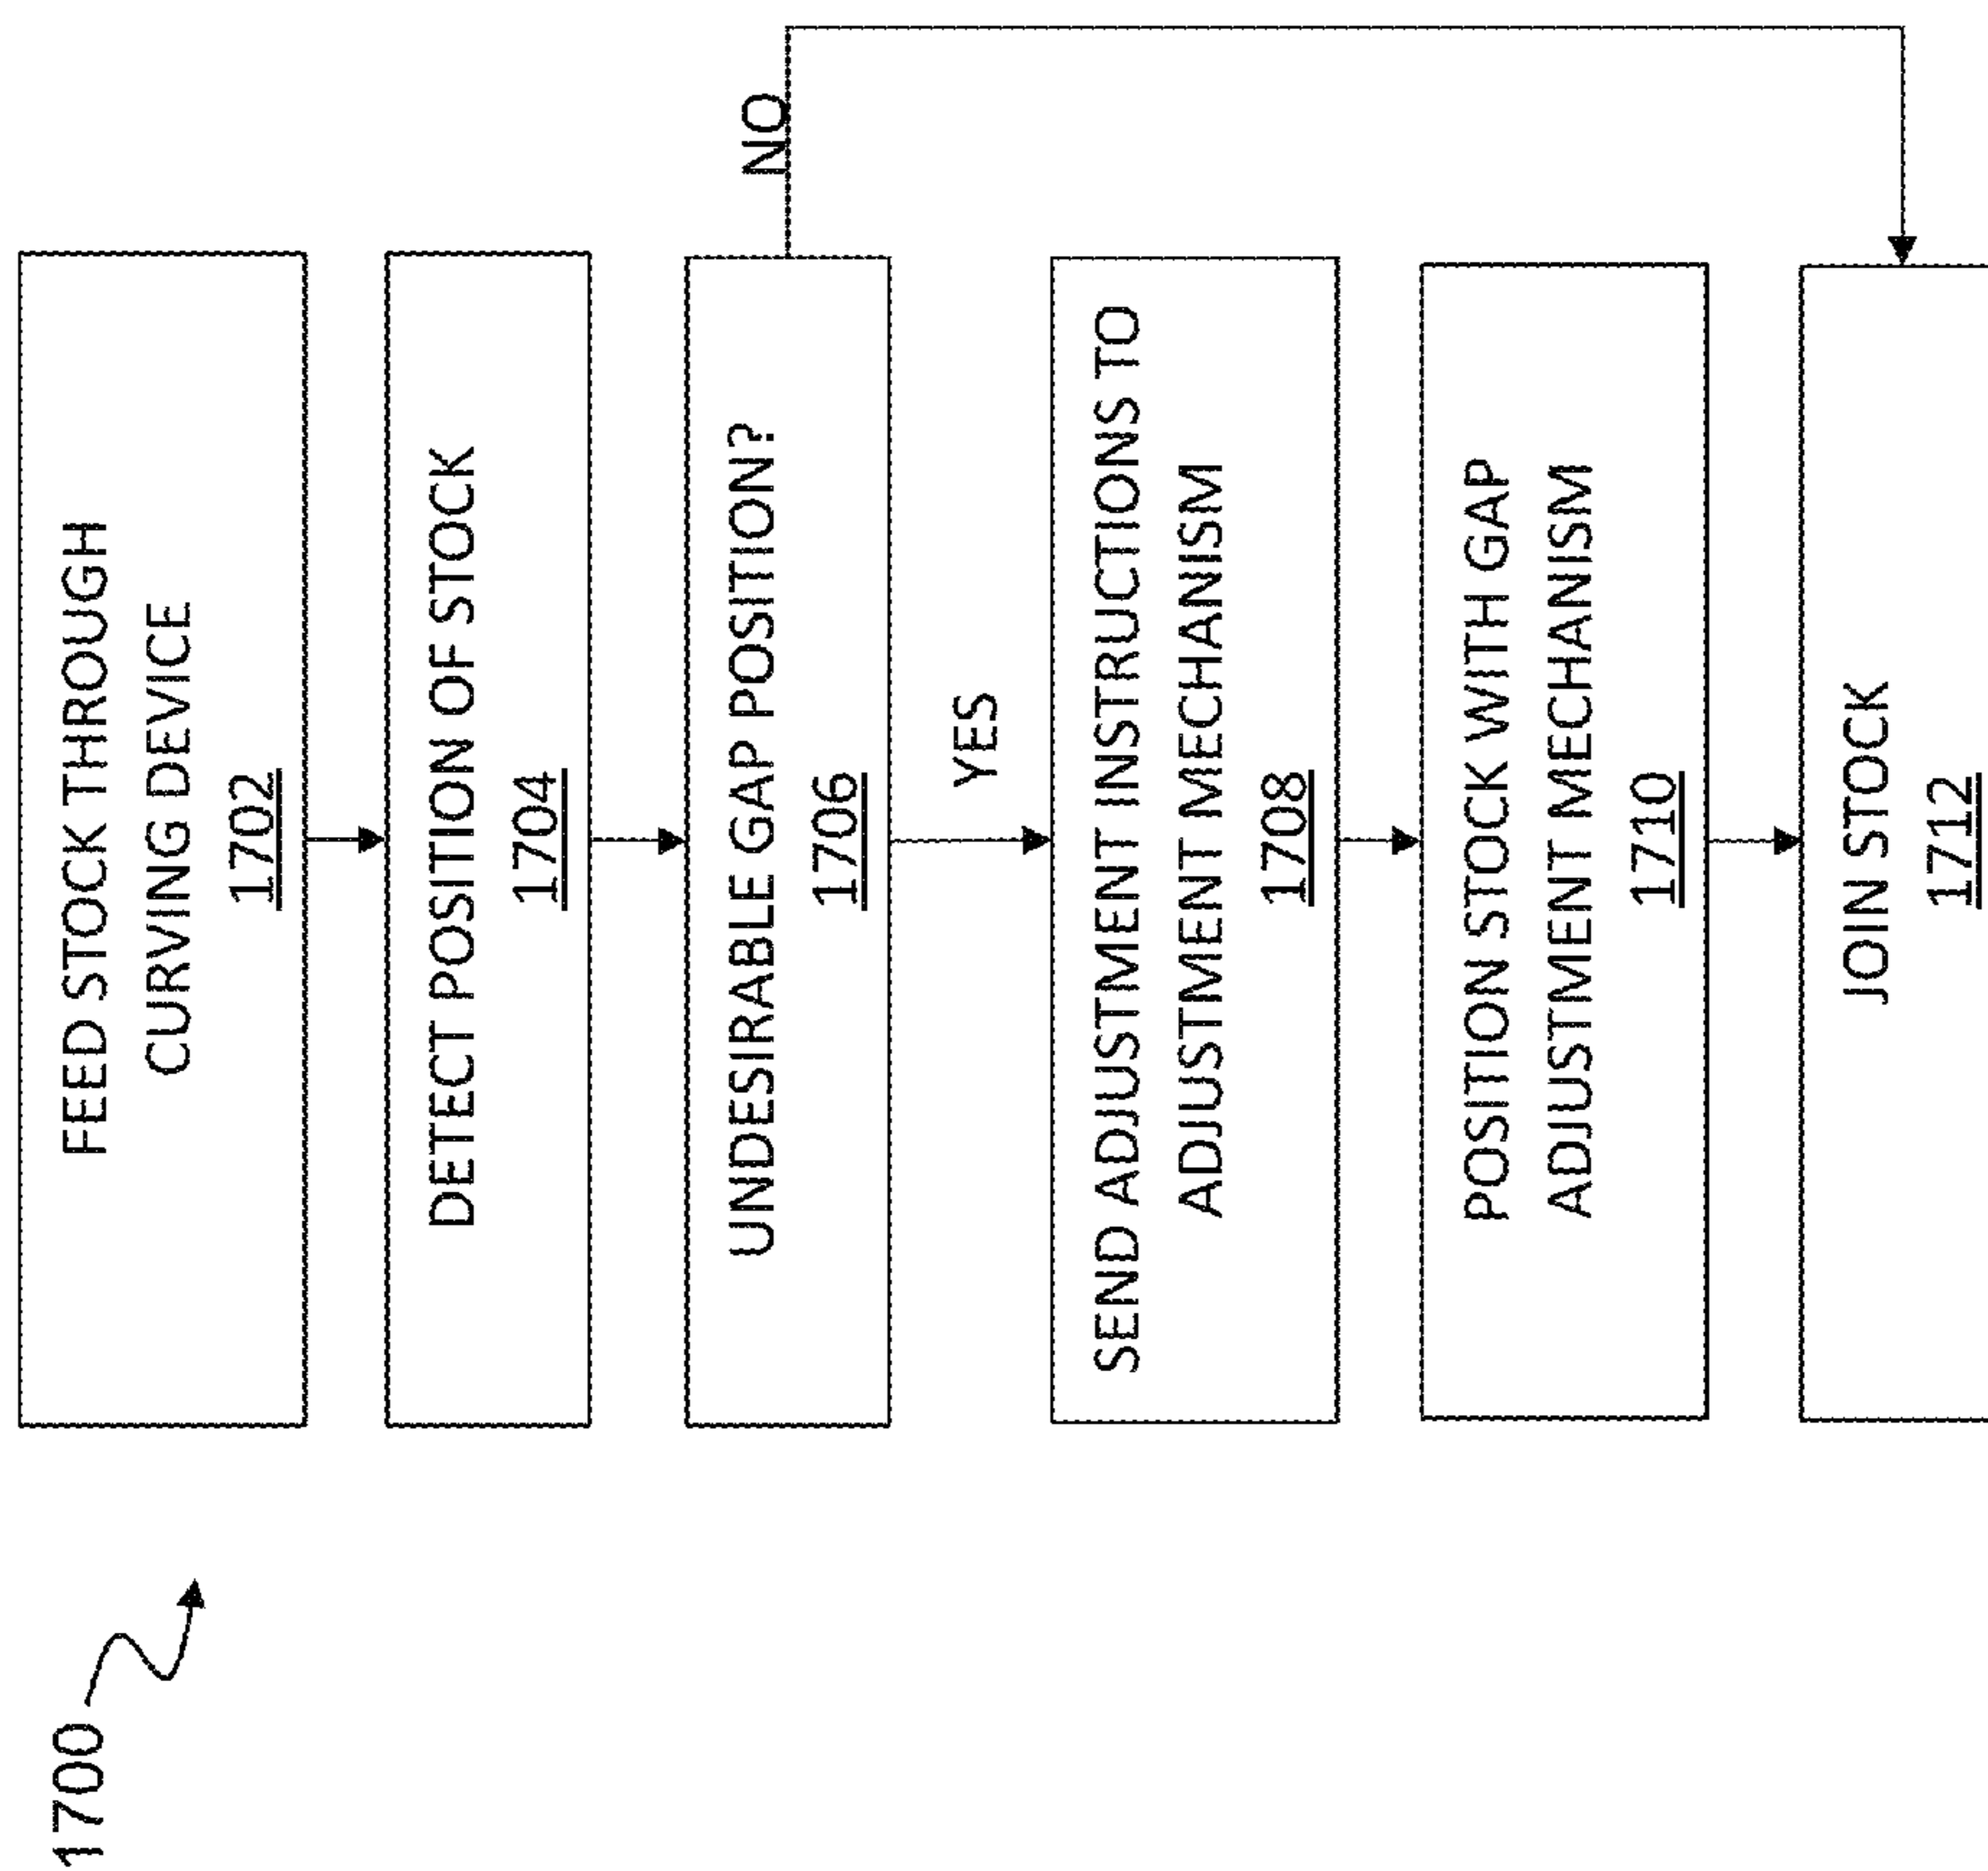 1700
FEED STOCK THROUGH
CURVING DEVICE
1702
DETECT POSITION OF STOCK
1704
UNDESIRABLE GAP POSITION?
1706
NO
YES
SEND ADJUSTMENT INSTRUCTIONS TO
ADJUSTMENT MECHANISM
1708
POSITION STOCK WITH GAP
ADJUSTMENT MECHANISM
1710
JOIN STOCK
1712